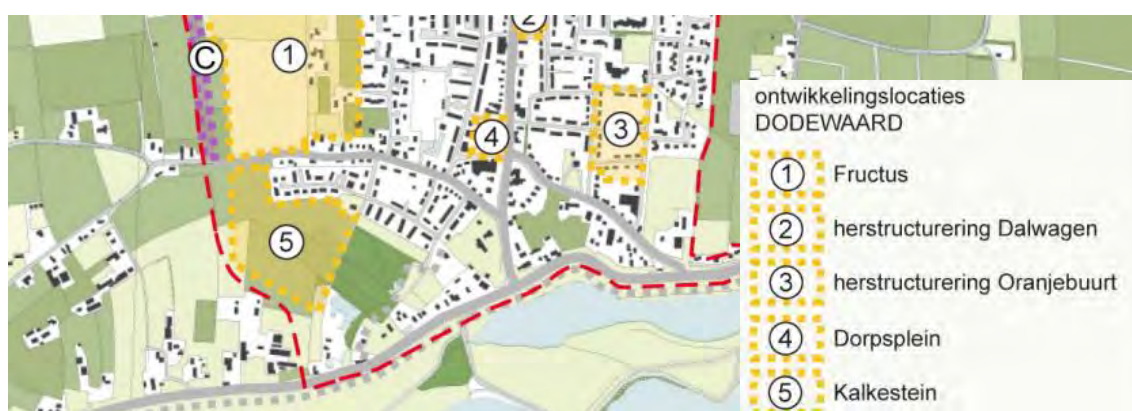 C
1
2
3
4
5
ontwikkelingslocaties
DODEWAARD
1 Fructus
2 herstructurering Dalwagen
3 herstructurering Oranjebuurt
4 Dorpsplein
5 Kalkestein